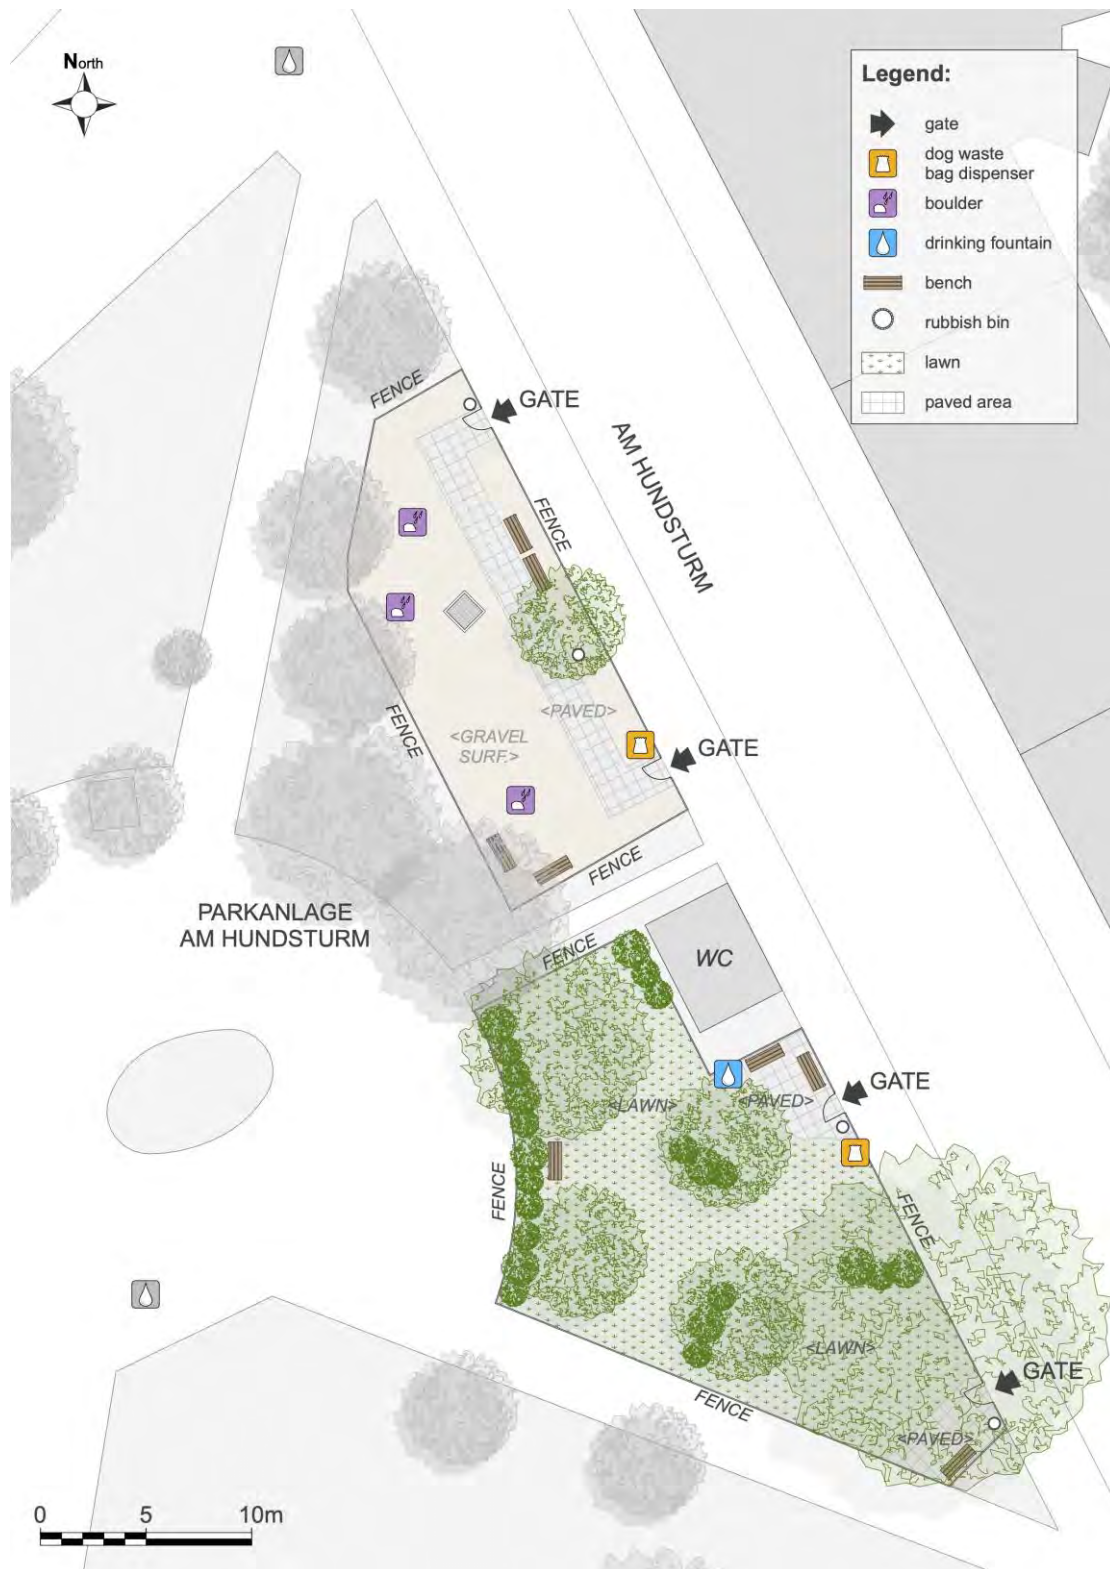 North
Legend:
gate
dog waste
bag dispenser
boulder
drinking fountain
bench
rubbish bin
lawn
paved area
FENCE
GATE
AM HUNDSTURM
FENCE
<PAVED>
FENCE
<GRAVEL
SURF.>
GATE
FENCE
PARKANLAGE
AM HUNDSTURM
FENCE
WC
GATE
<LAWN>
<PAVED>
FENCE
FENCE
<LAWN>
GATE
FENCE
<PAVED>
0 5 10m